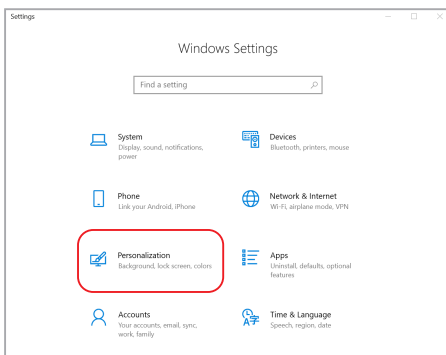 Settings
Windows Settings
Find a setting
System
Display, sound, notifications,
power
Devices
Bluetooth, printers, mouse
Phone
Link your Android, iPhone
Network & Internet
Wi-Fi, airplane mode, VPN
Personalization
Background, lock screen, colors
Apps
Uninstall, defaults, optional
features
Accounts
Your accounts, email, sync,
work, family
Time & Language
Speech, region, date